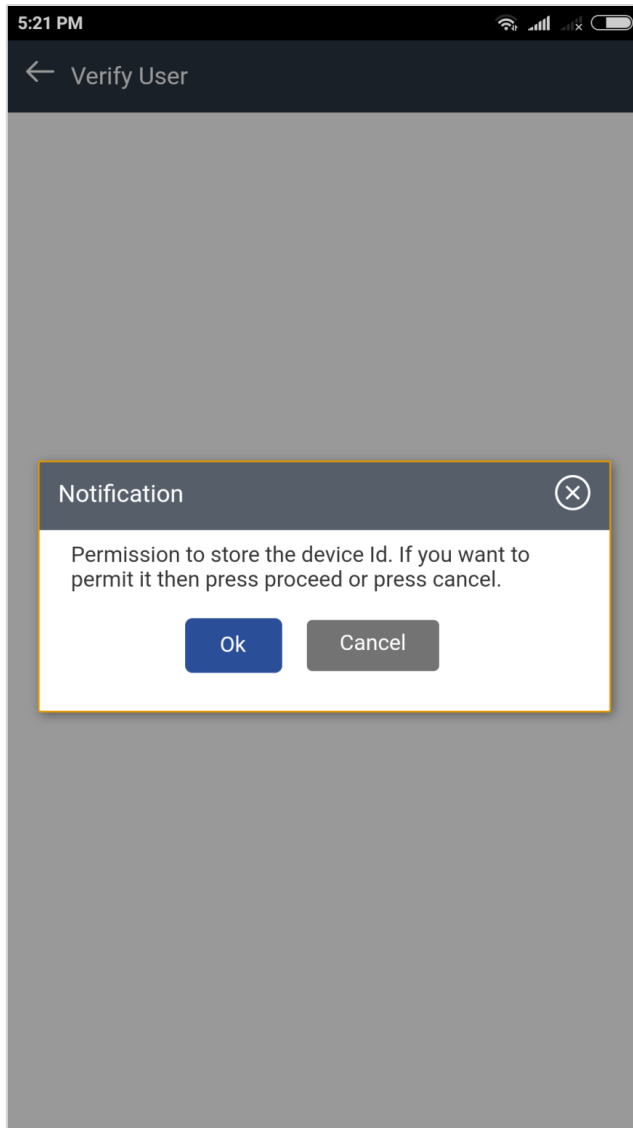 5:21 PM
Verify User
Notification
Permission to store the device Id. If you want to
permit it then press proceed or press cancel.
Ok Cancel